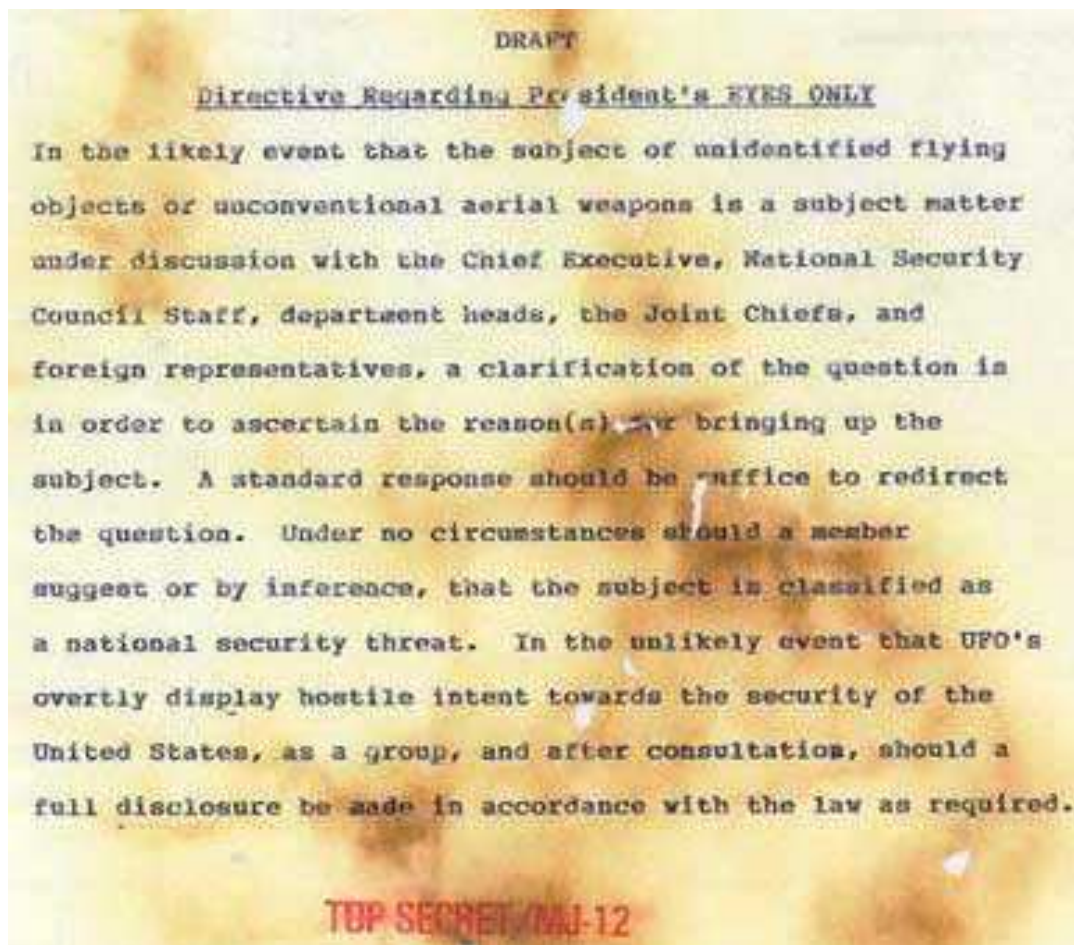 DRAFT
Directive Regarding President's EYES ONLY
In the likely event that the subject of unidentified flying
objects or unconventional aerial weapons is a subject matter
under discussion with the Chief Executive, National Security
Council Staff, department heads, the Joint Chiefs, and
foreign representatives, a clarification of the question is
in order to ascertain the reason(s) for bringing up the
subject. A standard response should be suffice to redirect
the question. Under no circumstances should a member
suggest or by inference, that the subject is classified as
a national security threat. In the unlikely event that UFO's
overtly display hostile intent towards the security of the
United States, as a group, and after consultation, should a
full disclosure be made in accordance with the law as required.
TOP SECRET/MJ-12